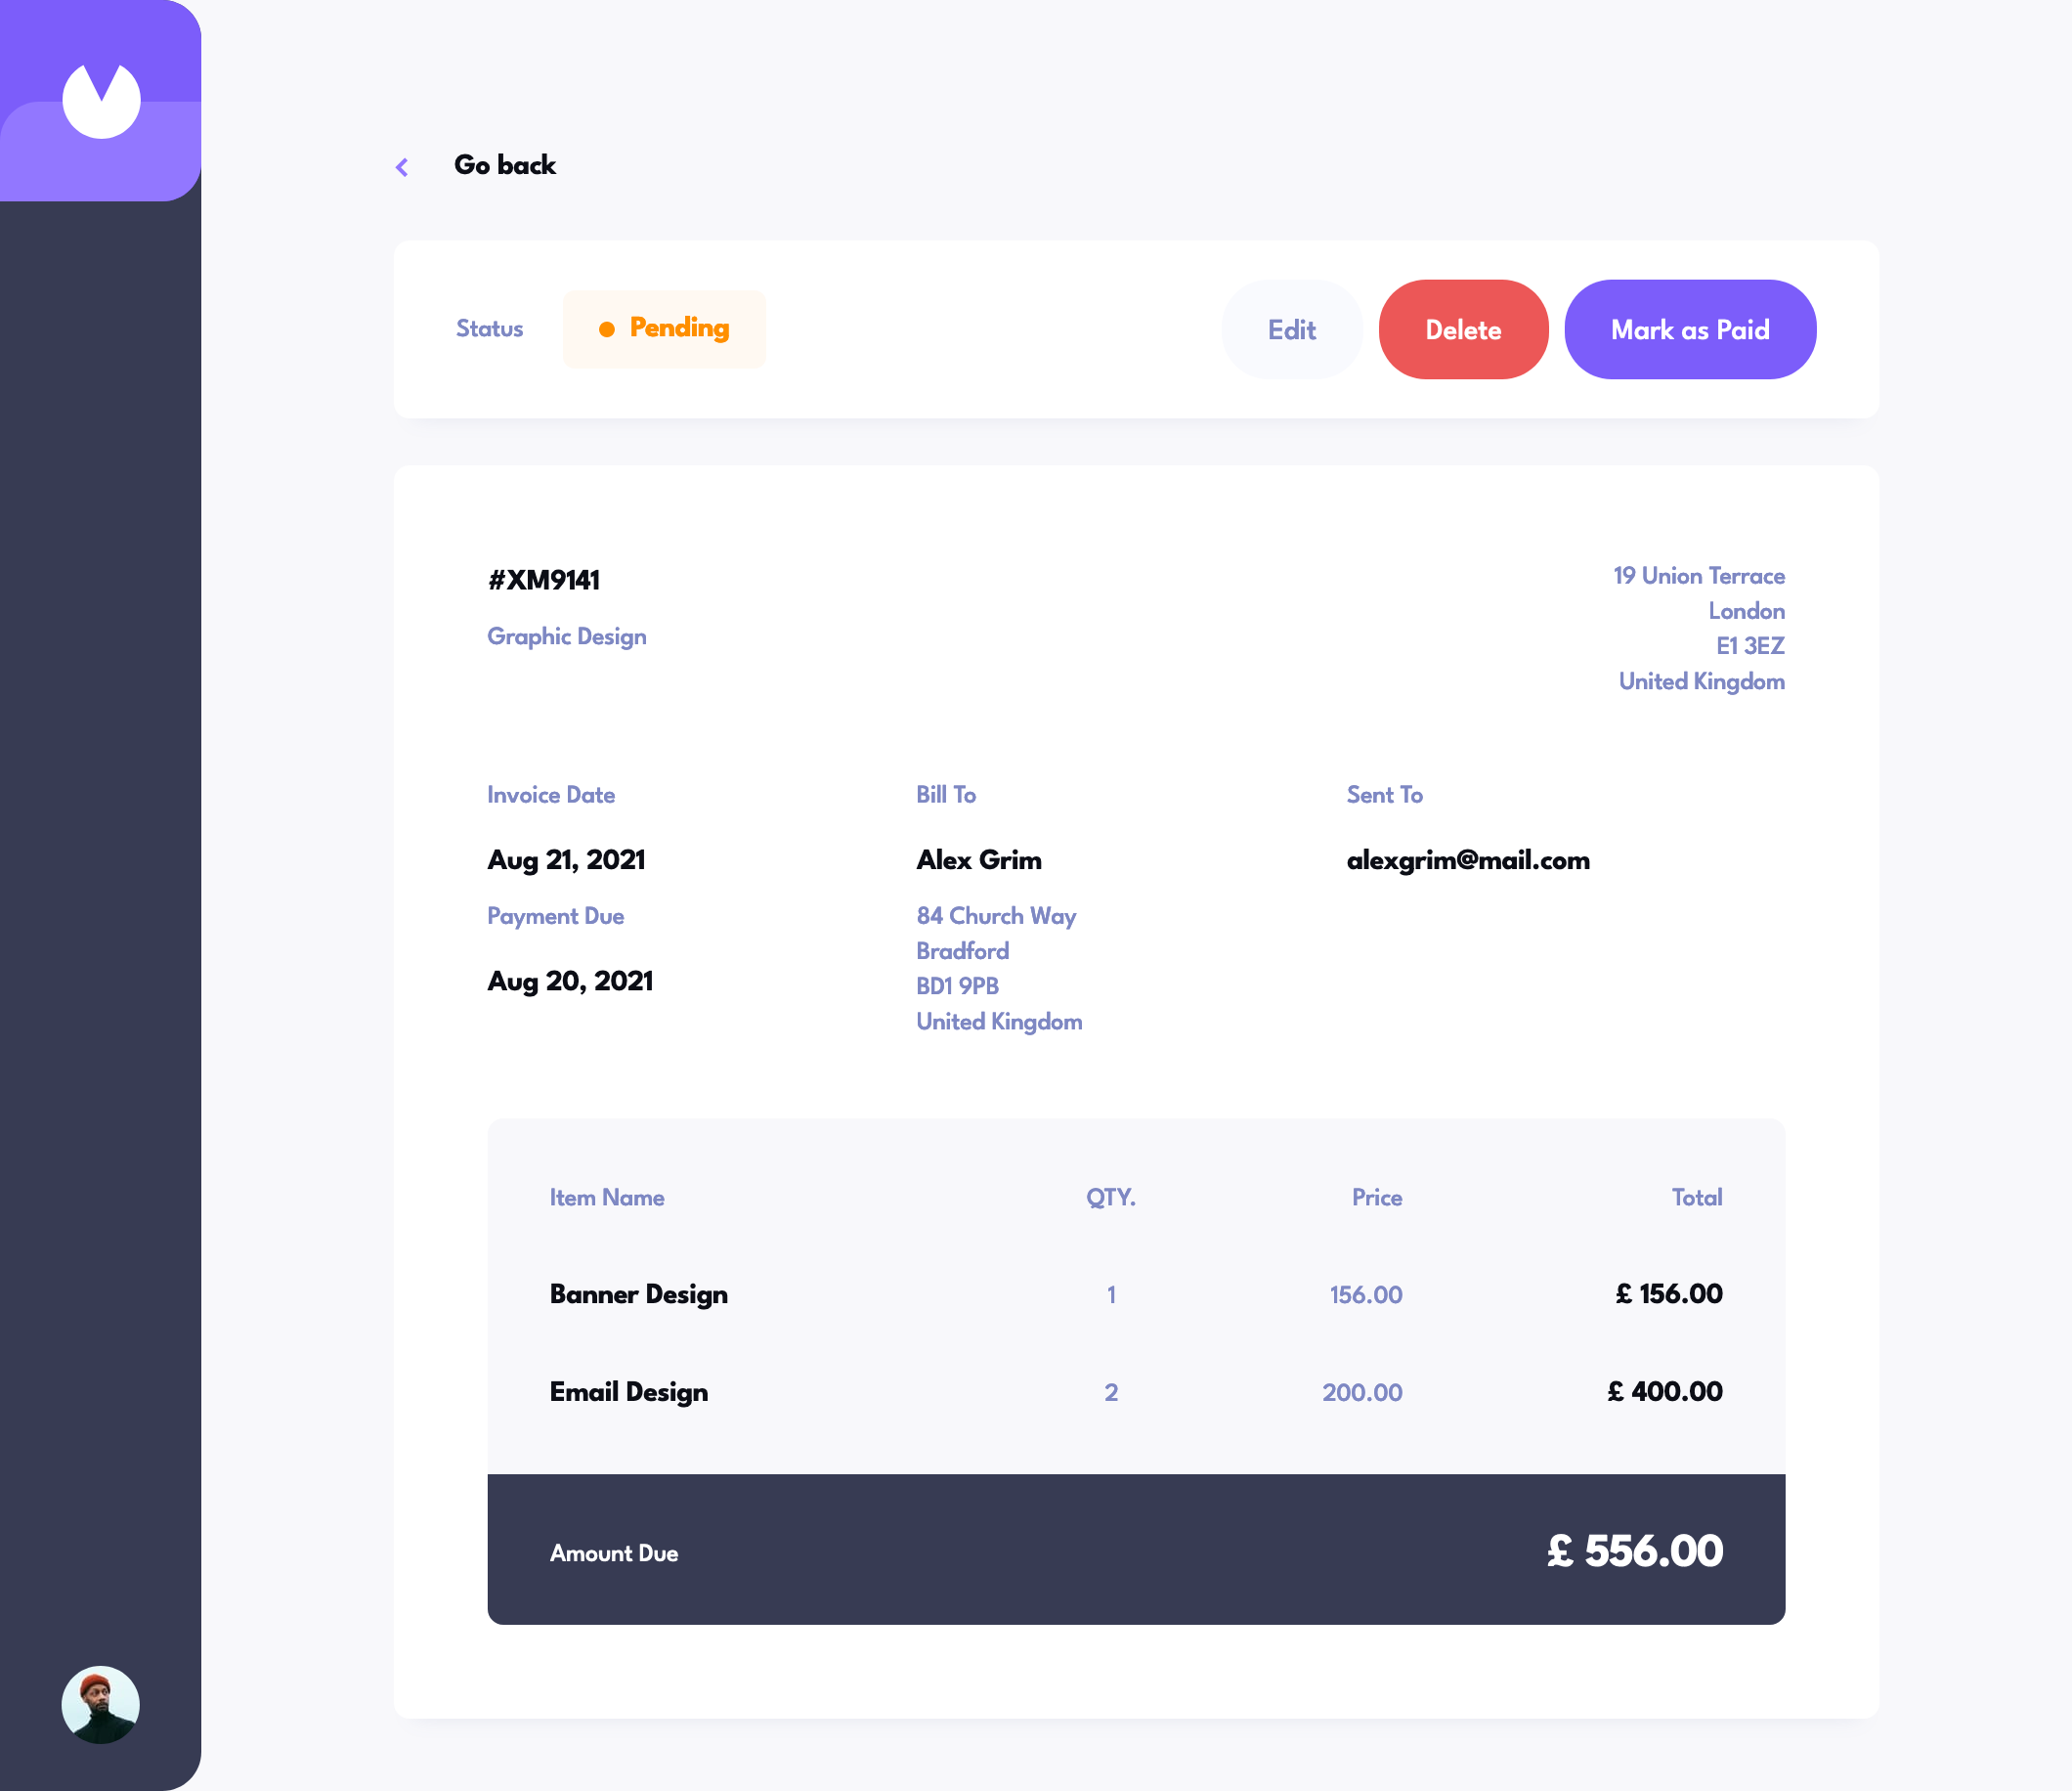 Go back
Status
Pending
Edit
Delete
Mark as Paid
#XM9141
Graphic Design
19 Union Terrace
London
E1 3EZ
United Kingdom
Invoice Date
Aug 21, 2021
Payment Due
Aug 20, 2021
Bill To
Alex Grim
84 Church Way
Bradford
BD1 9PB
United Kingdom
Sent To
alexgrim@mail.com
Item Name QTY. Price Total
Banner Design 1 156.00 £ 156.00
Email Design 2 200.00 £ 400.00
Amount Due £ 556.00